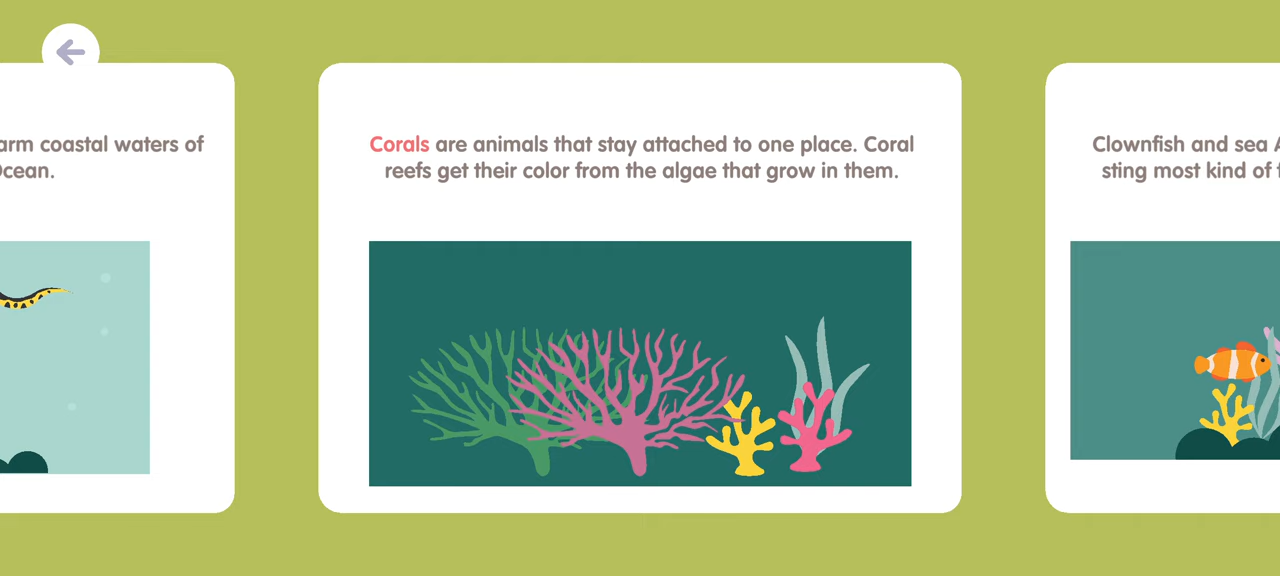 arm coastal waters of
Ocean.
Corals are animals that stay attached to one place. Coral
reefs get their color from the algae that grow in them.
Clownfish and sea
sting most kind of